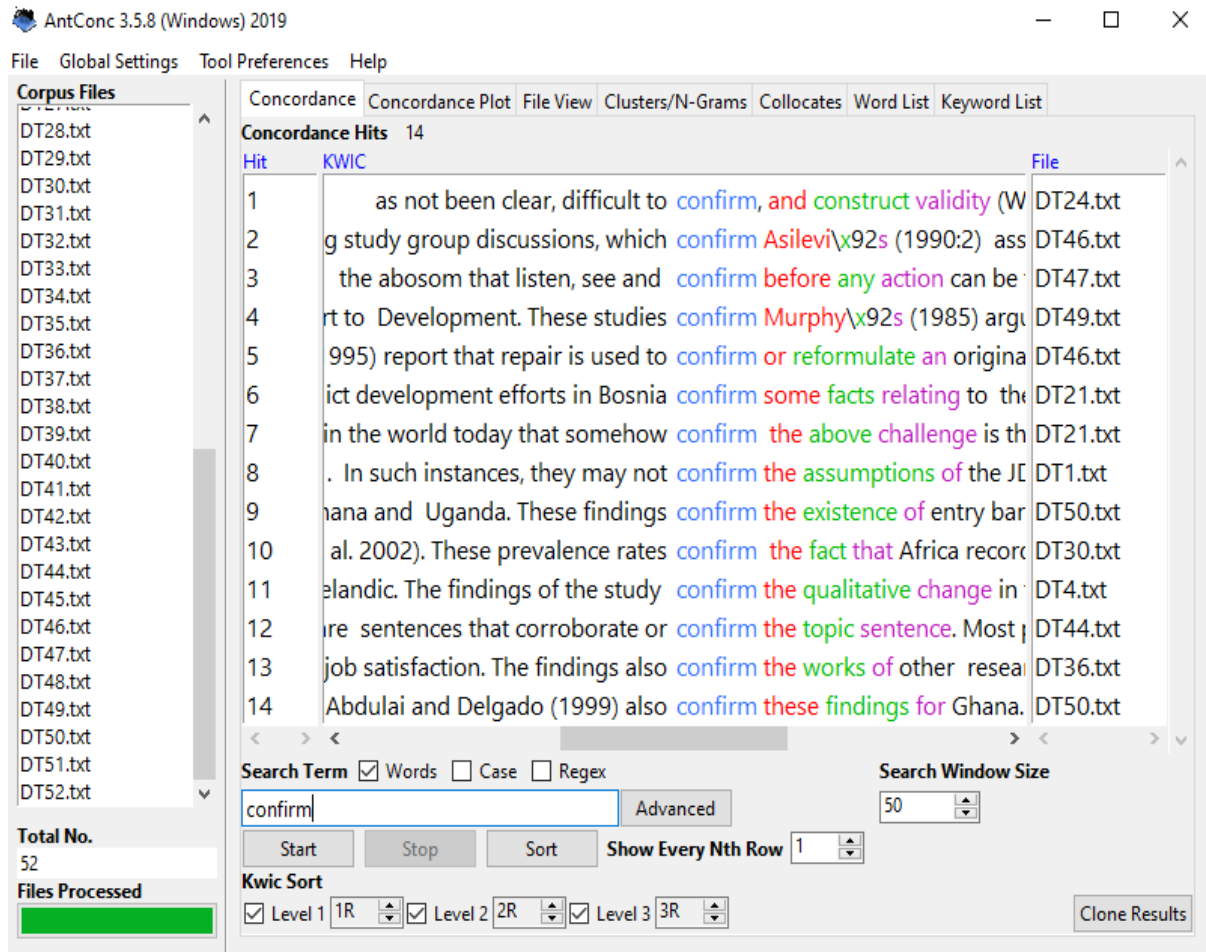 AntConc 3.5.8 (Windows) 2019
File Global Settings Tool Preferences Help
Corpus Files
DT28.txt
DT29.txt
DT30.txt
DT31.txt
DT32.txt
DT33.txt
DT34.txt
DT35.txt
DT36.txt
DT37.txt
DT38.txt
DT39.txt
DT40.txt
DT41.txt
DT42.txt
DT43.txt
DT44.txt
DT45.txt
DT46.txt
DT47.txt
DT48.txt
DT49.txt
DT50.txt
DT51.txt
DT52.txt
Total No.
52
Files Processed
Concordance Concordance Plot File View Clusters/N-Grams Collocates Word List Keyword List
Concordance Hits 14
Hit KWIC File
1 as not been clear, difficult to confirm, and construct validity (W DT24.txt
2 g study group discussions, which confirm Asilevi\x92s (1990:2) ass DT46.txt
3 the abosom that listen, see and confirm before any action can be DT47.txt
4 rt to Development. These studies confirm Murphy\x92s (1985) argu DT49.txt
5 995) report that repair is used to confirm or reformulate an origina DT46.txt
6 ict development efforts in Bosnia confirm some facts relating to the DT21.txt
7 in the world today that somehow confirm the above challenge is th DT21.txt
8 . In such instances, they may not confirm the assumptions of the JD DT1.txt
9 hana and Uganda. These findings confirm the existence of entry bar DT50.txt
10 al. 2002). These prevalence rates confirm the fact that Africa record DT30.txt
11 elandic. The findings of the study confirm the qualitative change in DT4.txt
12 re sentences that corroborate or confirm the topic sentence. Most p DT44.txt
13 job satisfaction. The findings also confirm the works of other resear DT36.txt
14 Abdulai and Delgado (1999) also confirm these findings for Ghana. DT50.txt
Search Term Words Case Regex Search Window Size
confirm Advanced 50
Start Stop Sort Show Every Nth Row 1
Kwic Sort
Level 1 1R Level 2 2R Level 3 3R Clone Results